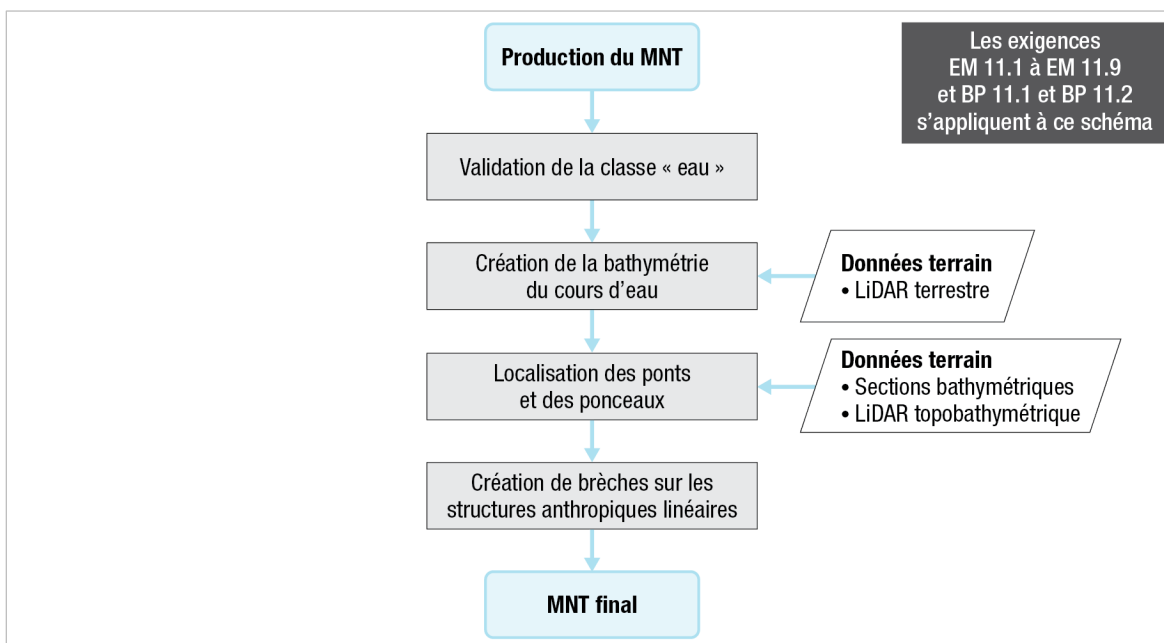 Production du MNT
Les exigences
EM 11.1 à EM 11.9
et BP 11.1 et BP 11.2
s'appliquent à ce schéma
Validation de la classe « eau »
Création de la bathymétrie
du cours d'eau
Données terrain
• LiDAR terrestre
Localisation des ponts
et des ponceaux
Données terrain
• Sections bathymétriques
• LiDAR topobathymétrique
Création de brèches sur les
structures anthropiques linéaires
MNT final